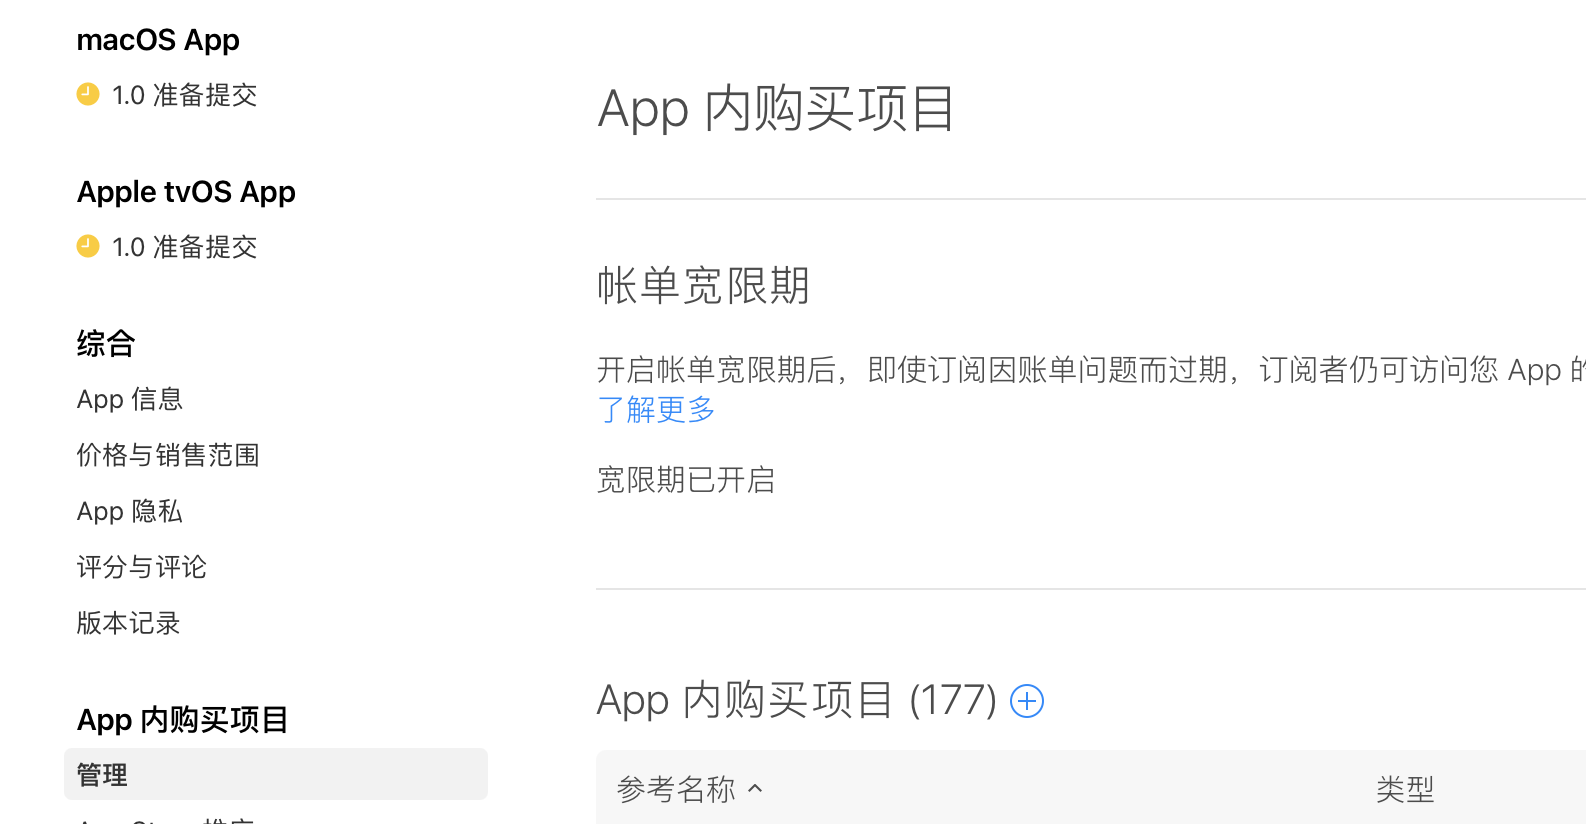 macOS App
1.0 准备提交
Apple tvOS App
1.0 准备提交
综合
App 信息
价格与销售范围
App 隐私
评分与评论
版本记录
App 内购买项目
管理
App 内购买项目
帐单宽限期
开启帐单宽限期后，即使订阅因账单问题而过期，订阅者仍可访问您 App 的
了解更多
宽限期已开启
App 内购买项目 (177)
参考名称
类型